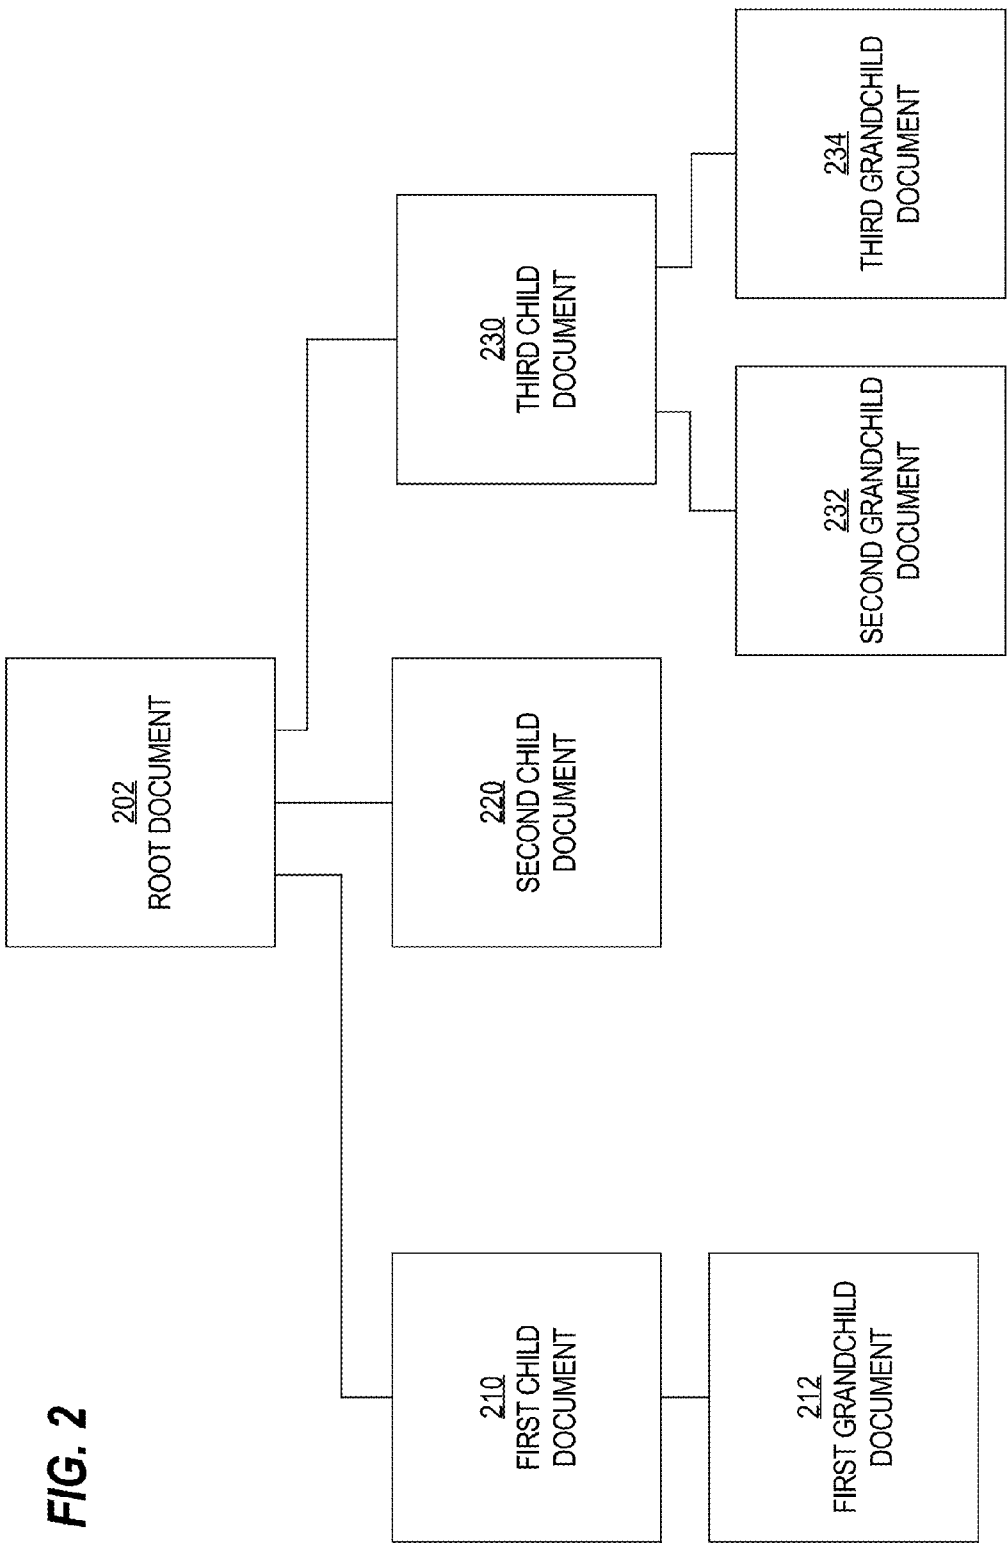 FIG. 2
202
ROOT DOCUMENT
210
FIRST CHILD
DOCUMENT
220
SECOND CHILD
DOCUMENT
230
THIRD CHILD
DOCUMENT
212
FIRST GRANDCHILD
DOCUMENT
232
SECOND GRANDCHILD
DOCUMENT
234
THIRD GRANDCHILD
DOCUMENT